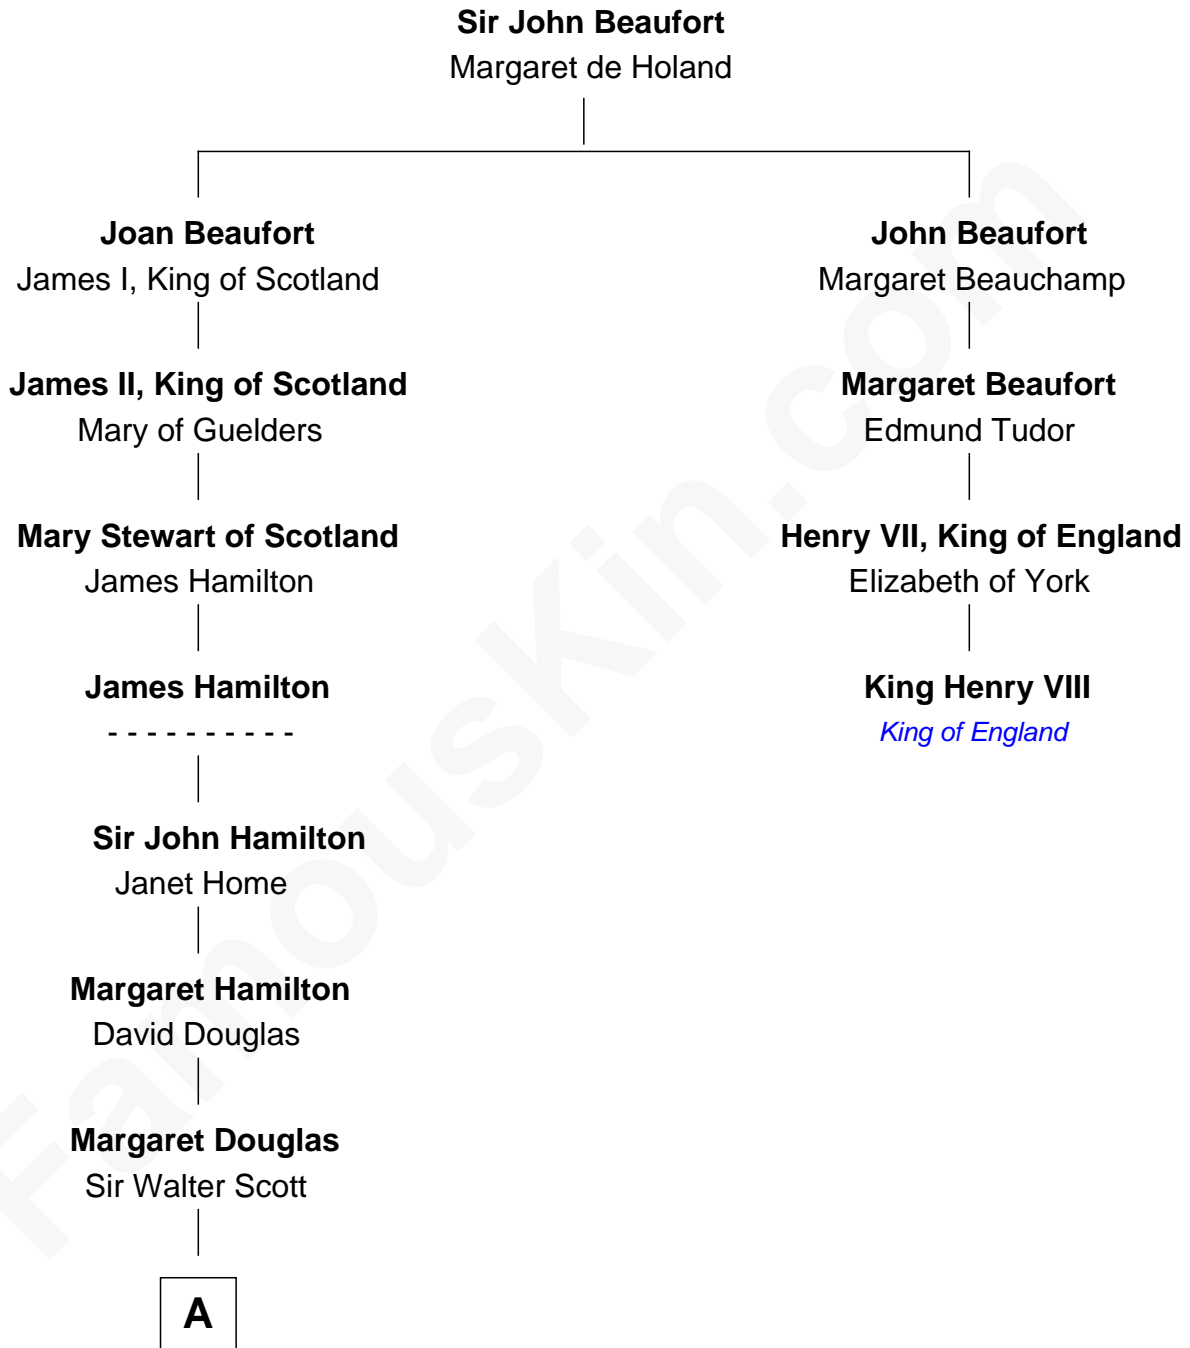 Sir John Beaufort
Margaret de Holand
Joan Beaufort
James I, King of Scotland
James II, King of Scotland
Mary of Guelders
Mary Stewart of Scotland
James Hamilton
James Hamilton
- - - - - - - - - -
Sir John Hamilton
Janet Home
Margaret Hamilton
David Douglas
Margaret Douglas
Sir Walter Scott
A
John Beaufort
Margaret Beauchamp
Margaret Beaufort
Edmund Tudor
Henry VII, King of England
Elizabeth of York
King Henry VIII
King of England
FamousKin.com